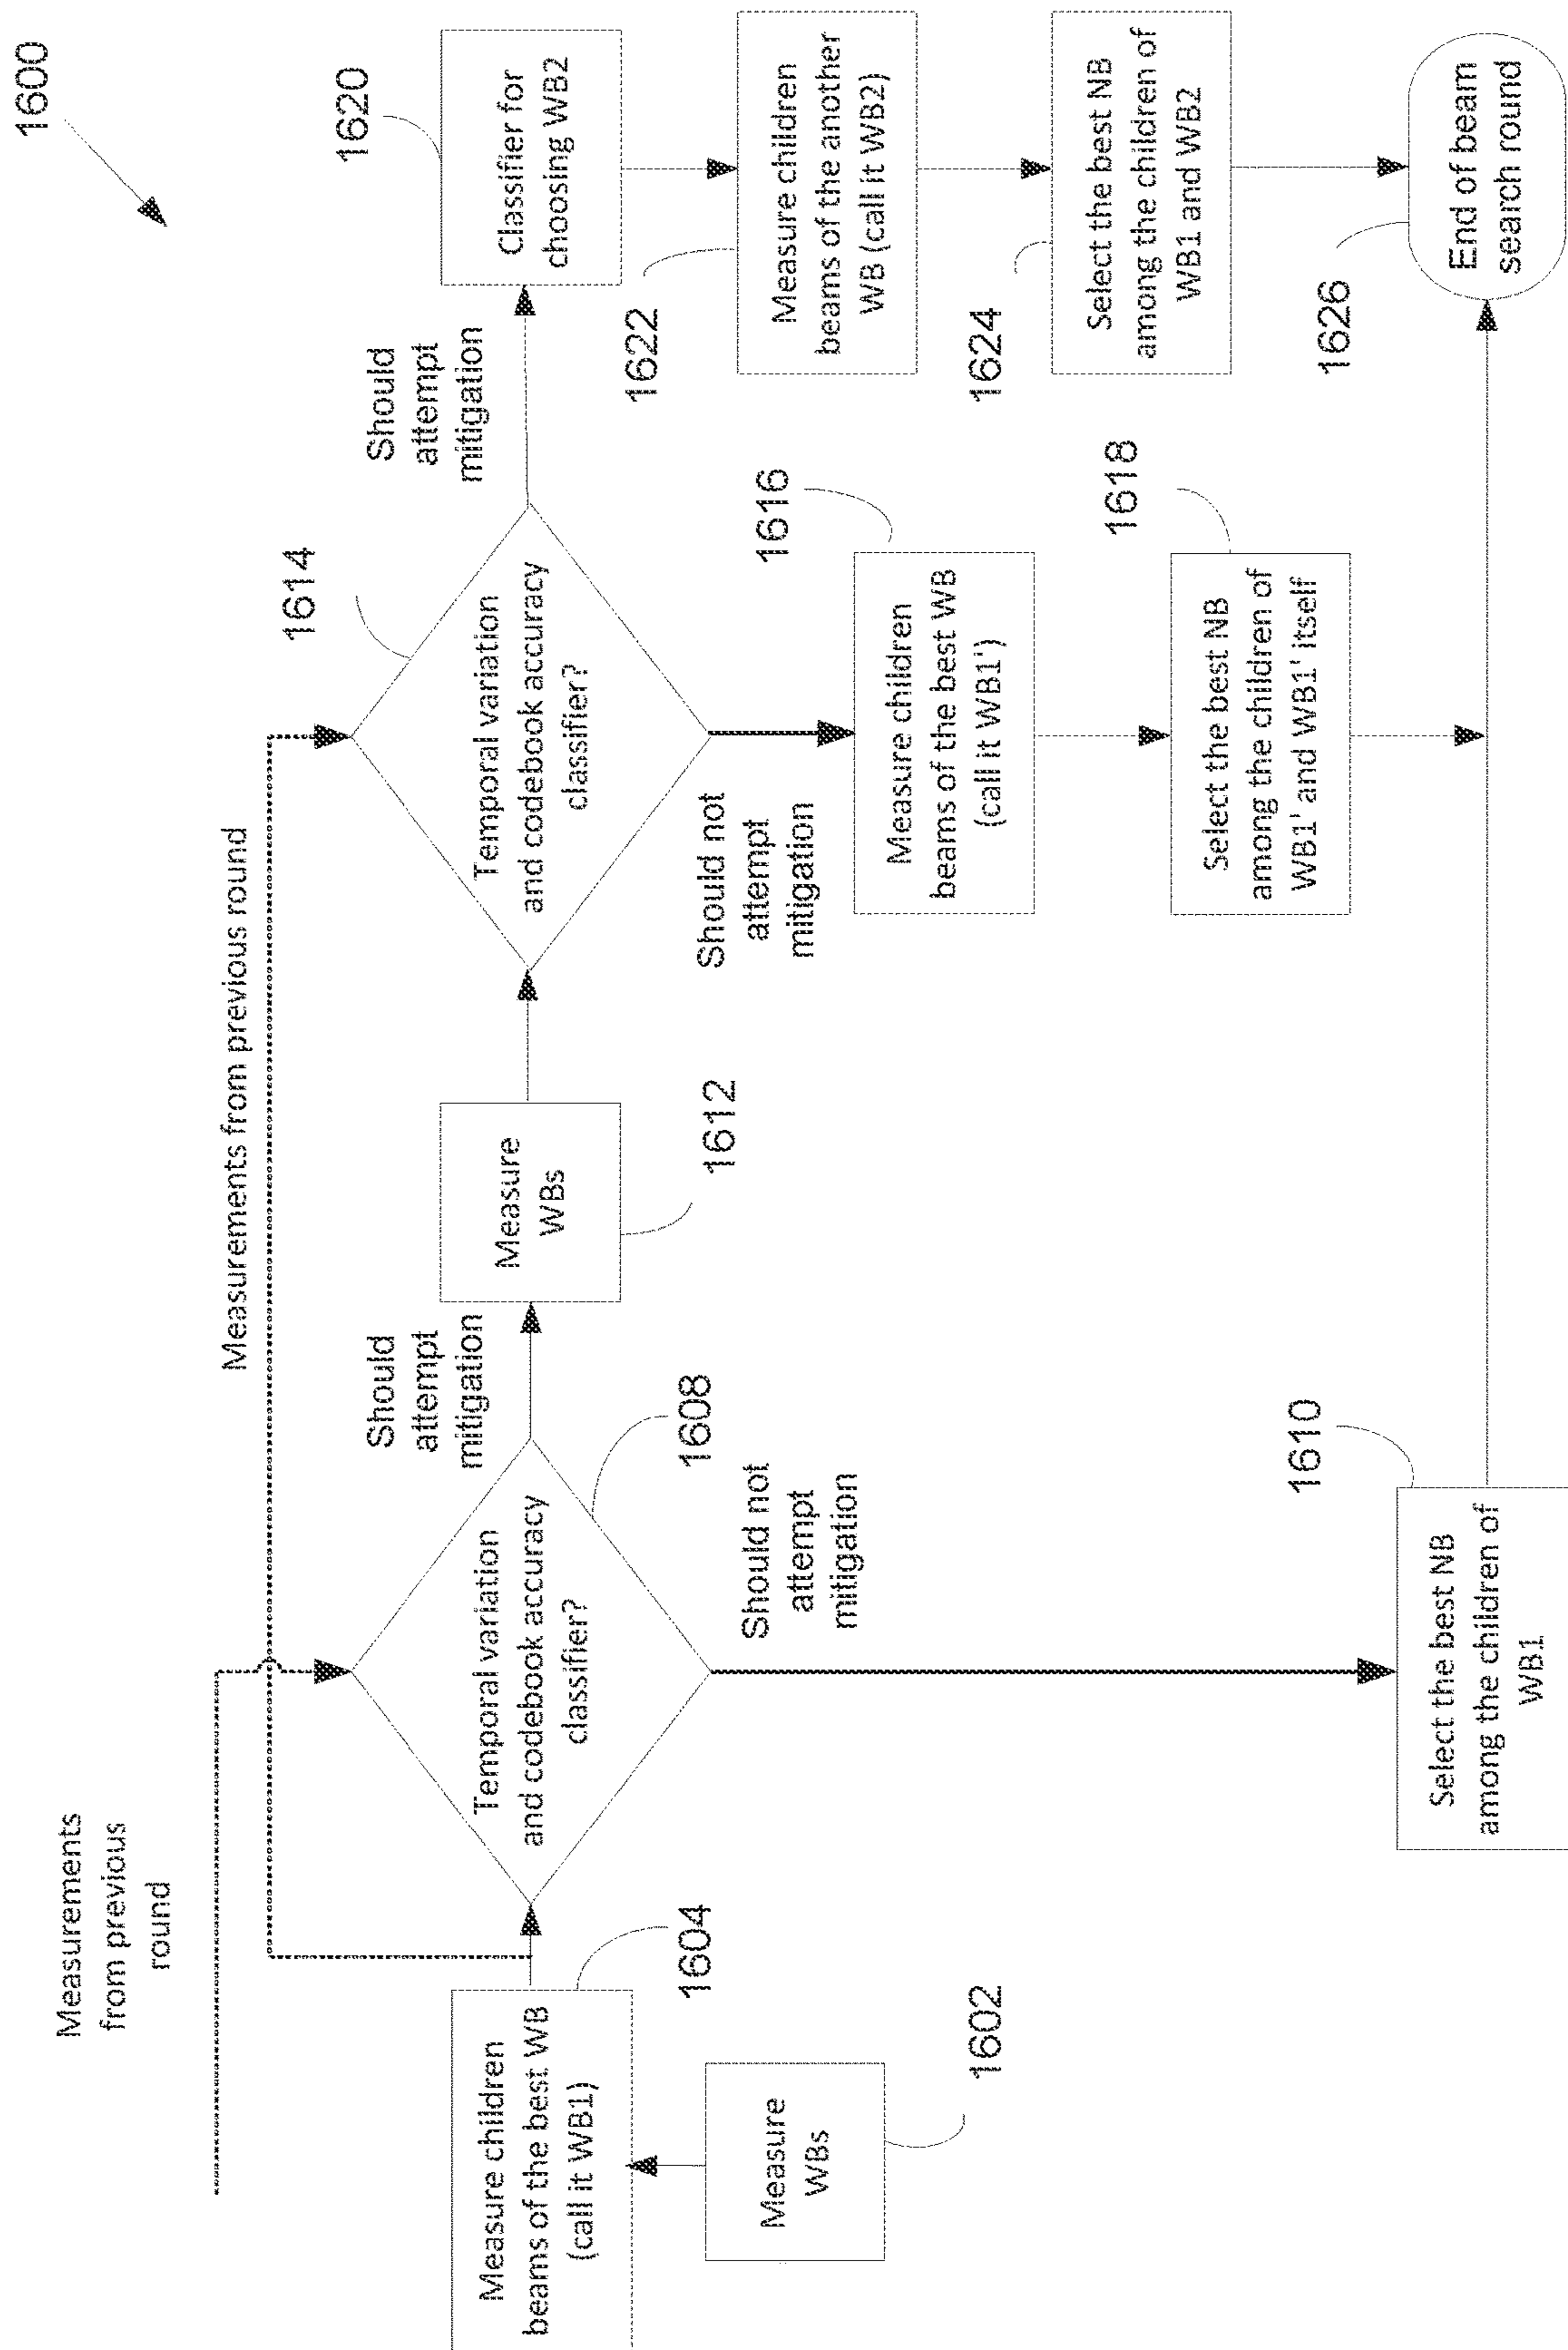 1600
Measurements
from previous
round
Measurements from previous round
Measure
WBs
1602
Measure children
beams of the best WB
(call it WB1)
1604
Temporal variation
and codebook accuracy
classifier?
1608
Should not
attempt
mitigation
Select the best NB
among the children of
WB1
1610
Should
attempt
mitigation
Measure
WBs
1612
Temporal variation
and codebook accuracy
classifier?
1614
Should not
attempt
mitigation
Measure children
beams of the best WB
(call it WB1')
1616
Select the best NB
among the children of
WB1' and WB1' itself
1618
Should
attempt
mitigation
Classifier for
choosing WB2
1620
Measure children
beams of the another
WB (call it WB2)
1622
Select the best NB
among the children of
WB1 and WB2
1624
End of beam
search round
1626